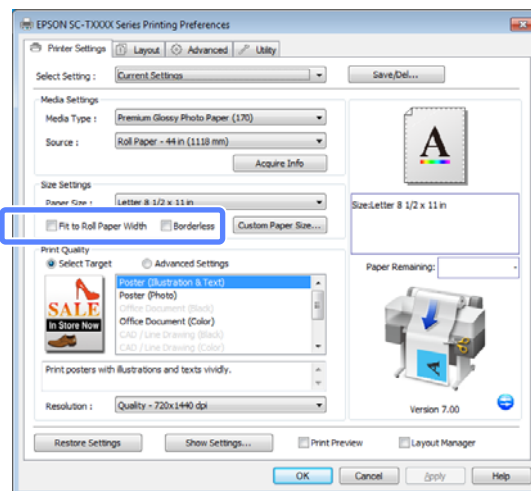 EPSON SC-TXXXX Series Printing Preferences
Printer Settings Layout Advanced Utility
Select Setting : Current Settings Save/Del...
Media Settings
Media Type : Premium Glossy Photo Paper (170)
Source : Roll Paper - 44 in (1118 mm)
Acquire Info
A
Size Settings
Paper Size : Letter 8 1/2 x 11 in
Fit to Roll Paper Width Borderless Custom Paper Size...
Size:Letter 8 1/2 x 11 in
Print Quality
Select Target Advanced Settings
Paper Remaining:
SALE
In Store Now
Poster (Illustration & Text)
Poster (Photo)
Office Document (Black)
Office Document (Color)
CAD / Line Drawing (Black)
CAD / Line Drawing (Color)
Print posters with illustrations and texts vividly.
Resolution : Quality - 720x1440 dpi
A
Version 7.00
Restore Settings Show Settings... Print Preview Layout Manager
OK Cancel Apply Help